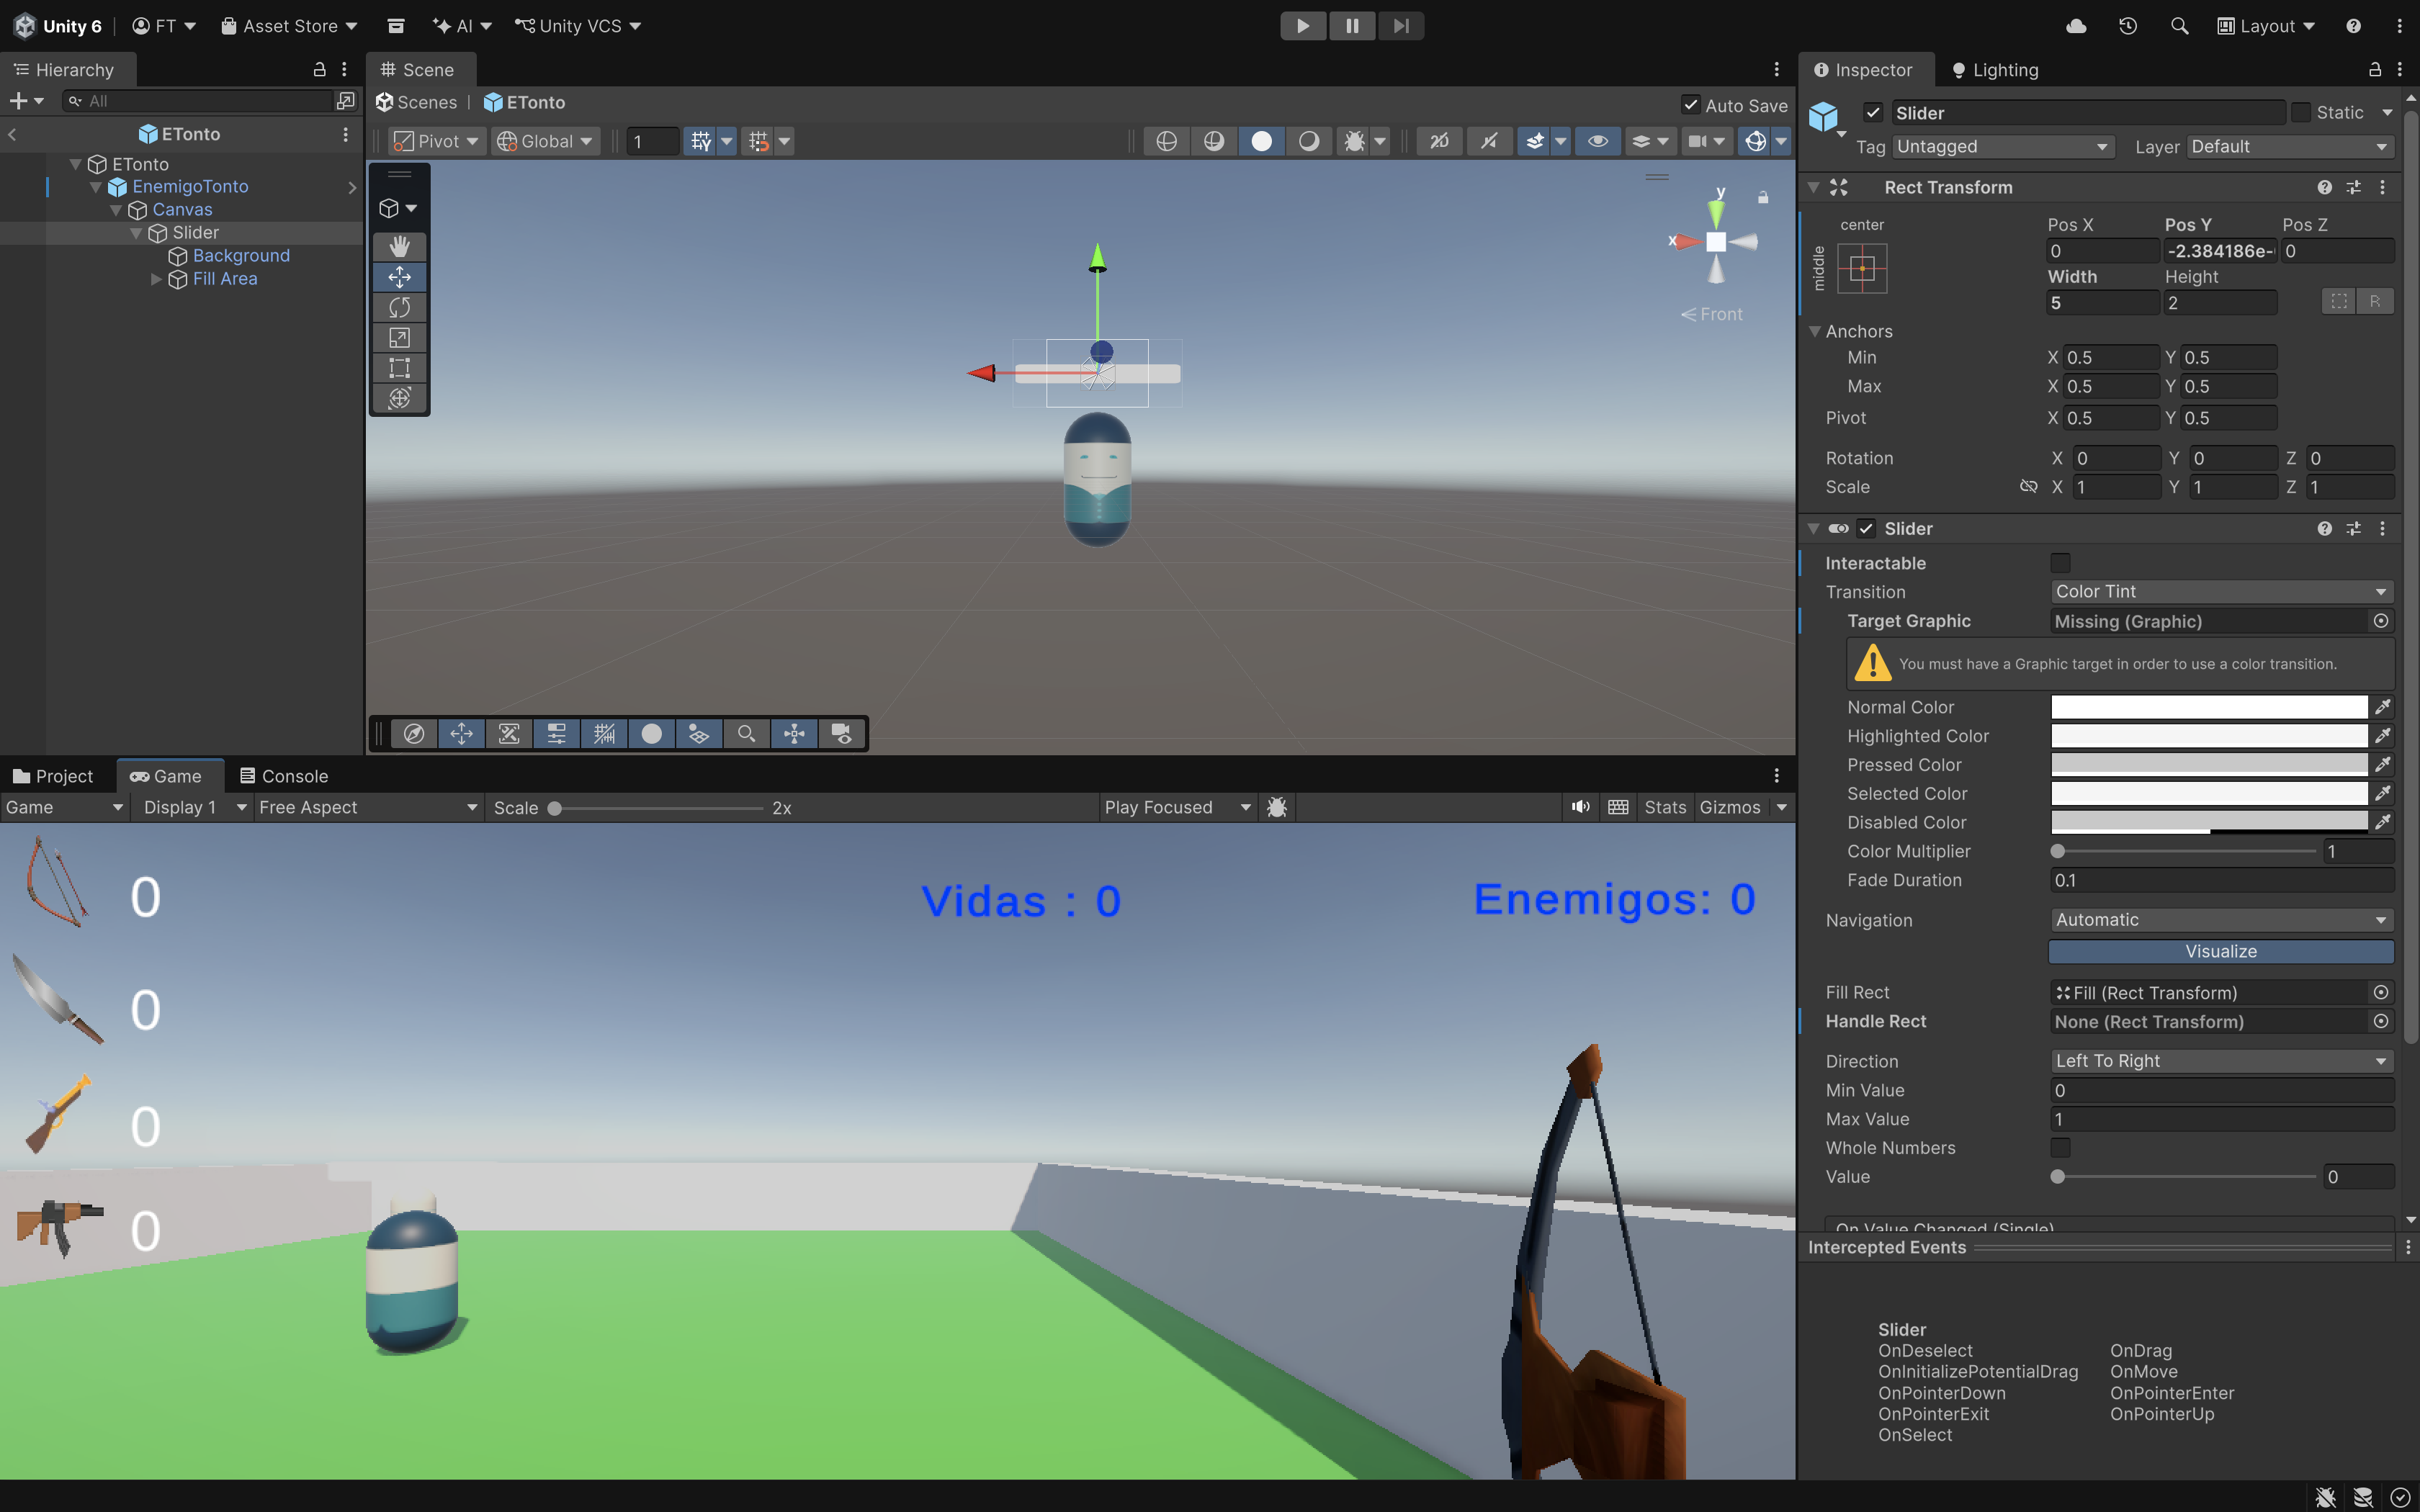 Unity 6 FT Asset Store AI Unity VCS Layout
Hierarchy
All
ETonto
ETonto
EnemigoTonto
Canvas
Slider
Background
Fill Area
Scene
Scenes | ETonto Auto Save
Pivot Global 1 2D
y
x
Front
Project Game Console
Game Display 1 Free Aspect Scale 2x Play Focused Stats Gizmos
0 Vidas : 0 Enemigos: 0
0
0
0
Inspector Lighting
Slider Static
Tag Untagged Layer Default
Rect Transform
center Pos X Pos Y Pos Z
middle 0 -2.384186e- 0
Width Height
5 2 R
Anchors
Min X 0.5 Y 0.5
Max X 0.5 Y 0.5
Pivot X 0.5 Y 0.5
Rotation X 0 Y 0 Z 0
Scale X 1 Y 1 Z 1
Slider
Interactable
Transition Color Tint
Target Graphic Missing (Graphic)
You must have a Graphic target in order to use a color transition.
Normal Color
Highlighted Color
Pressed Color
Selected Color
Disabled Color
Color Multiplier 1
Fade Duration 0.1
Navigation Automatic
Visualize
Fill Rect Fill (Rect Transform)
Handle Rect None (Rect Transform)
Direction Left To Right
Min Value 0
Max Value 1
Whole Numbers
Value 0
On Value Changed (Single)
Intercepted Events
Slider
OnDeselect OnDrag
OnInitializePotentialDrag OnMove
OnPointerDown OnPointerEnter
OnPointerExit OnPointerUp
OnSelect